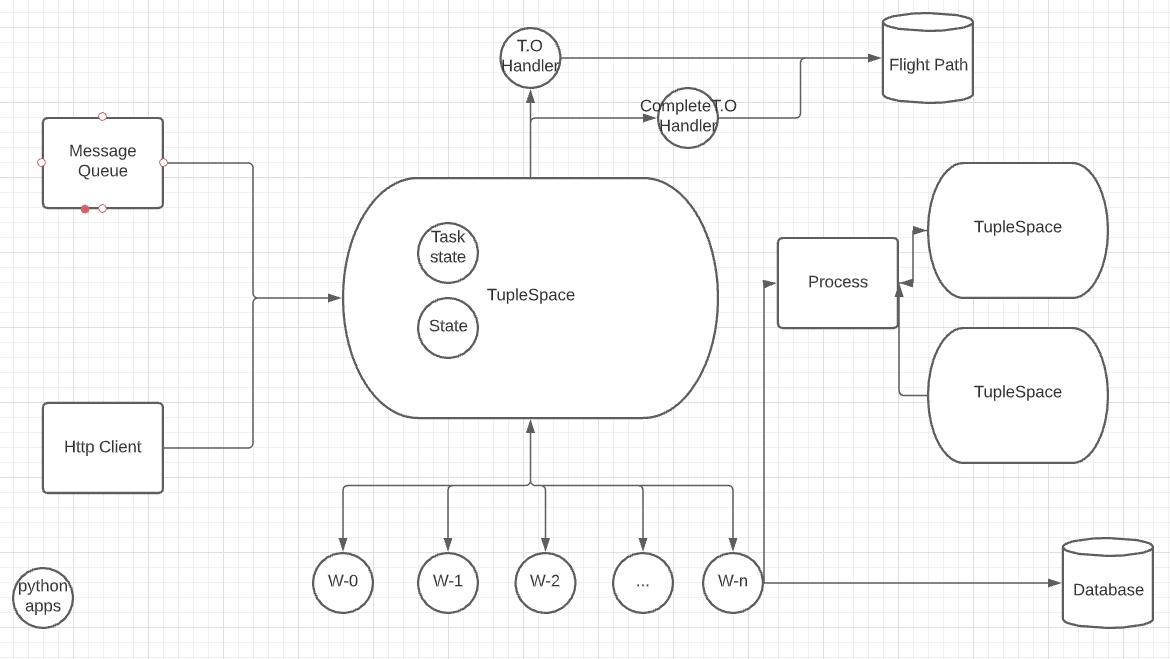 T.O
Handler
Flight Path
CompleteT.O
Handler
Message
Queue
Task
state
TupleSpace
State
TupleSpace
Process
TupleSpace
Http Client
python
apps
W-0
W-1
W-2
...
W-n
Database